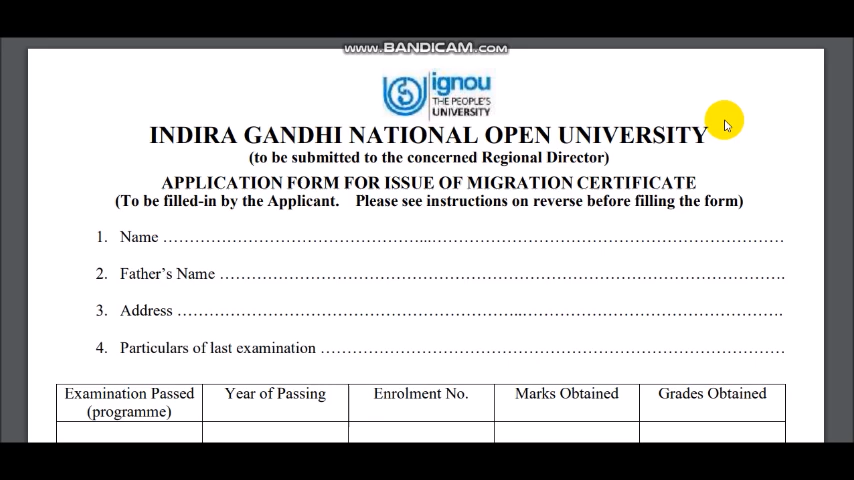 www.BANDICAM.com
ignou
THE PEOPLE'S
UNIVERSITY
INDIRA GANDHI NATIONAL OPEN UNIVERSITY
(to be submitted to the concerned Regional Director)
APPLICATION FORM FOR ISSUE OF MIGRATION CERTIFICATE
(To be filled-in by the Applicant. Please see instructions on reverse before filling the form)
1. Name ………………………………………………...…………………………………………………………………
2. Father's Name ……………………………………………………………………………………………………….
3. Address …………………………………………………………...…………………………………………………….
4. Particulars of last examination ……………………………………………………………………………
Examination Passed (programme) Year of Passing Enrolment No. Marks Obtained Grades Obtained